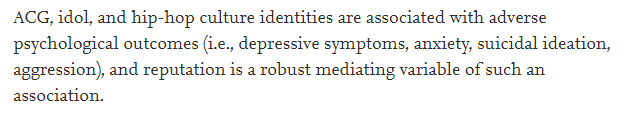 ACG, idol, and hip-hop culture identities are associated with adverse
psychological outcomes (i.e., depressive symptoms, anxiety, suicidal ideation,
aggression), and reputation is a robust mediating variable of such an
association.